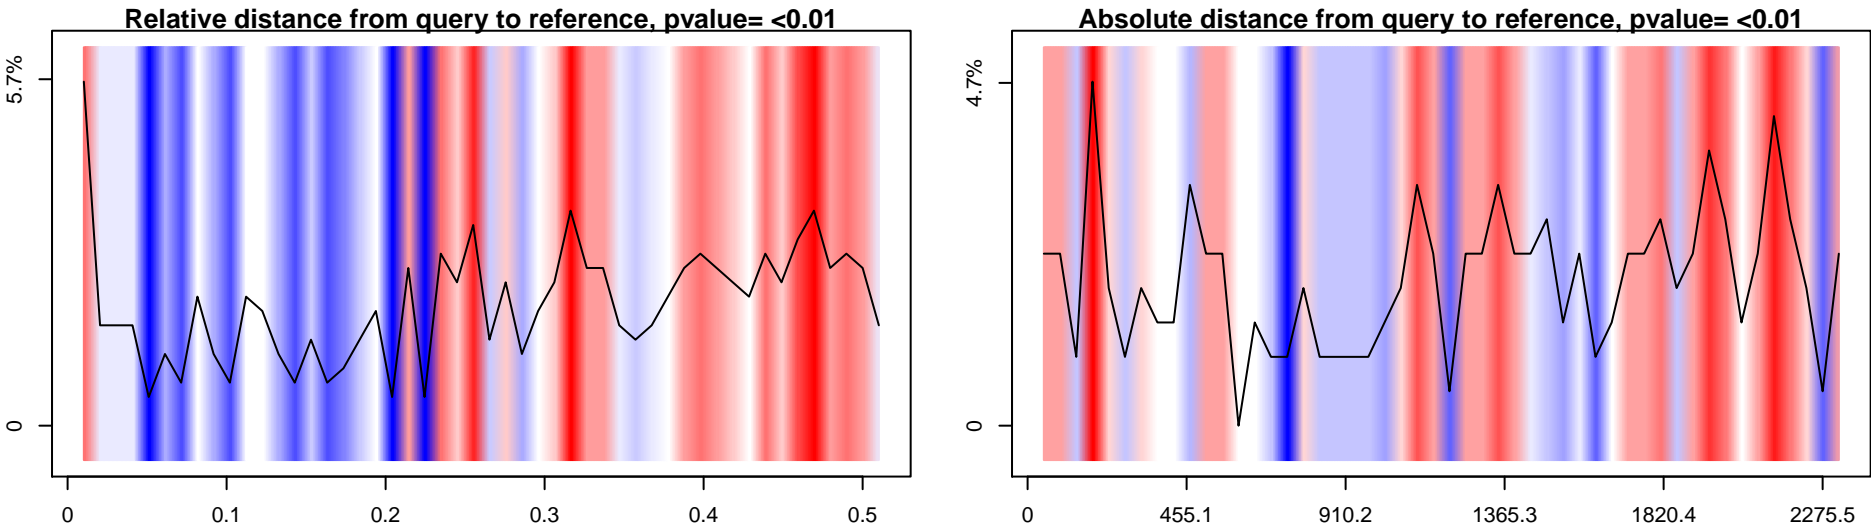 Relative distance from query to reference, pvalue= <0.01
5.7%
0
0 0.1 0.2 0.3 0.4 0.5
Absolute distance from query to reference, pvalue= <0.01
4.7%
0
0 455.1 910.2 1365.3 1820.4 2275.5